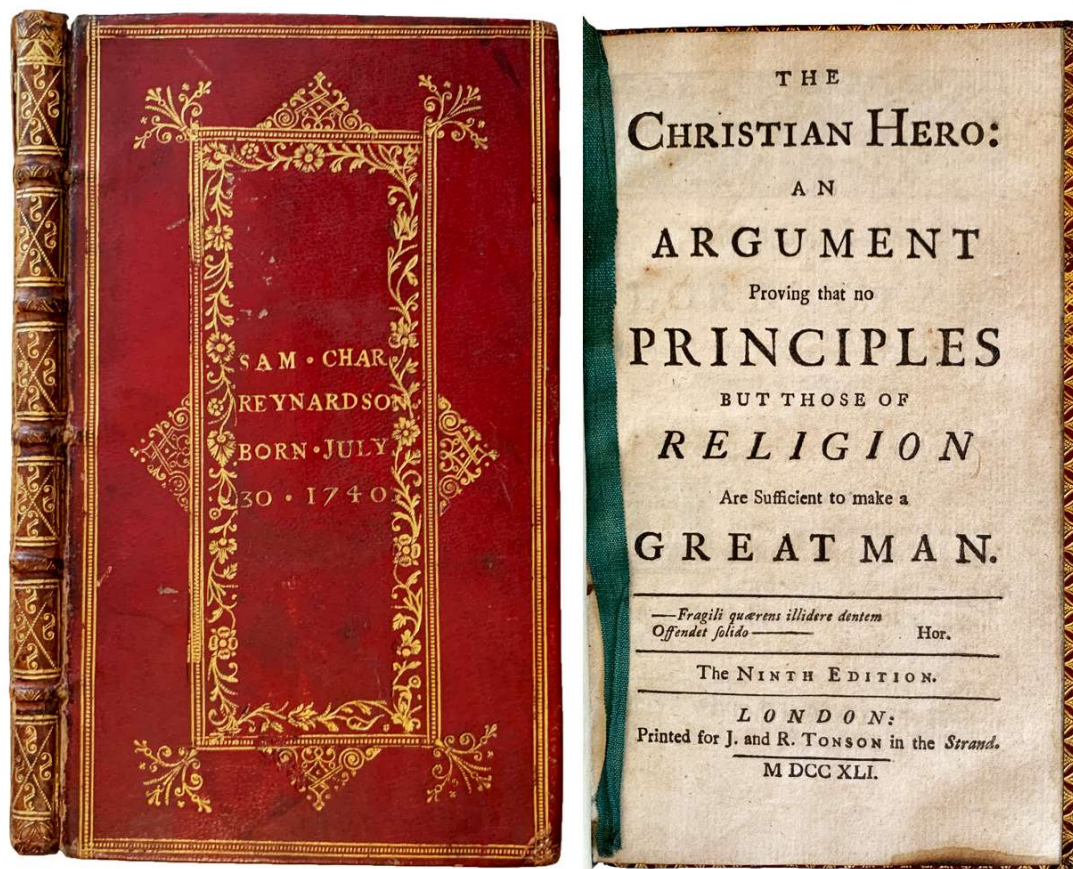 SAM · CHAR
REYNARDSON
BORN · JULY
30 · 1740
THE
CHRISTIAN HERO:
AN
ARGUMENT
Proving that no
PRINCIPLES
BUT THOSE OF
RELIGION
Are Sufficient to make a
GREAT MAN.
—Fragili quærens illidere dentem
Offendet ſolido —— Hor.
The NINTH EDITION.
LONDON:
Printed for J. and R. TONSON in the Strand.
M DCC XLI.